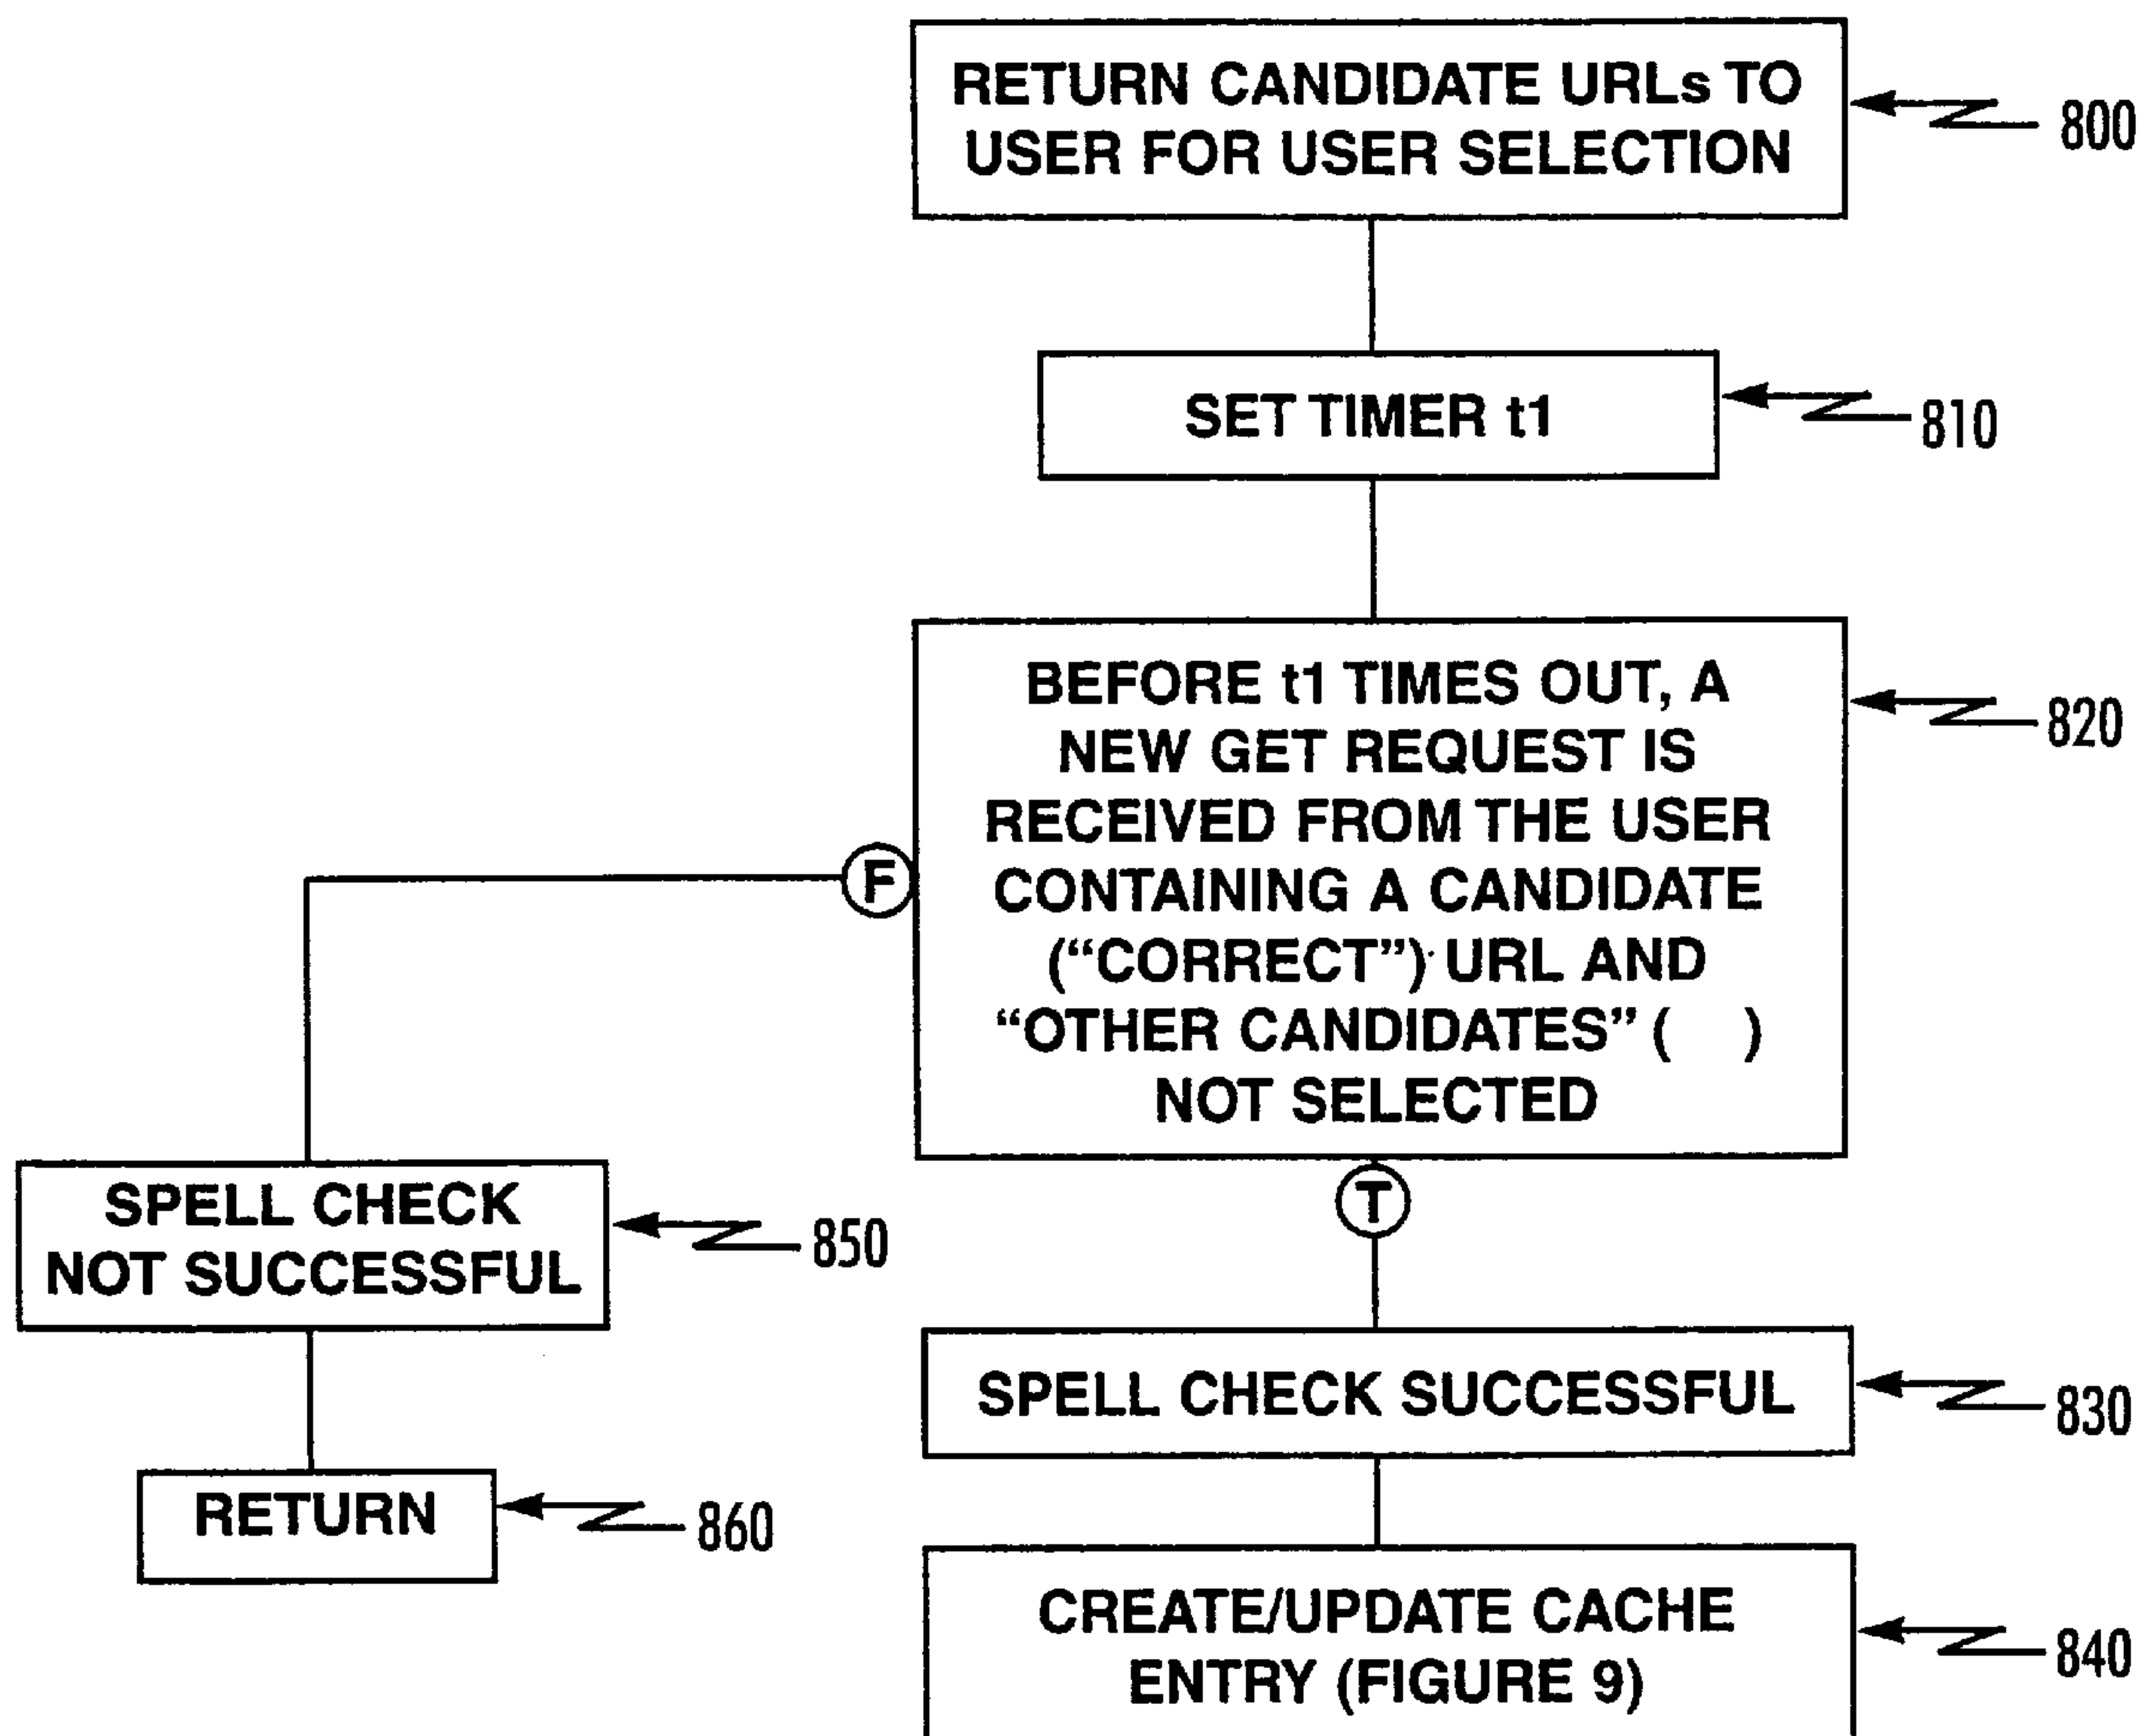 RETURN CANDIDATE URLs TO
USER FOR USER SELECTION
800
SET TIMER t1
810
BEFORE t1 TIMES OUT, A
NEW GET REQUEST IS
RECEIVED FROM THE USER
CONTAINING A CANDIDATE
(“CORRECT”) URL AND
“OTHER CANDIDATES” ( )
NOT SELECTED
820
F
T
SPELL CHECK
NOT SUCCESSFUL
850
SPELL CHECK SUCCESSFUL
830
RETURN
860
CREATE/UPDATE CACHE
ENTRY (FIGURE 9)
840